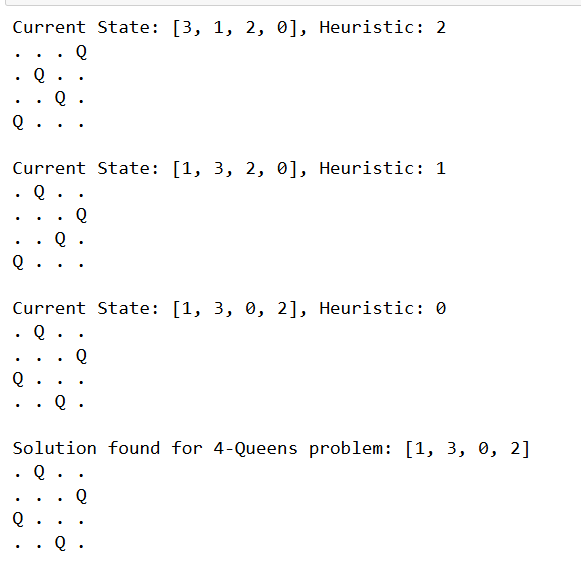 Current State: [3, 1, 2, 0], Heuristic: 2
. . . Q
. Q . .
. . Q .
Q . . .

Current State: [1, 3, 2, 0], Heuristic: 1
. Q . .
. . . Q
. . Q .
Q . . .

Current State: [1, 3, 0, 2], Heuristic: 0
. Q . .
. . . Q
Q . . .
. . Q .

Solution found for 4-Queens problem: [1, 3, 0, 2]
. Q . .
. . . Q
Q . . .
. . Q .